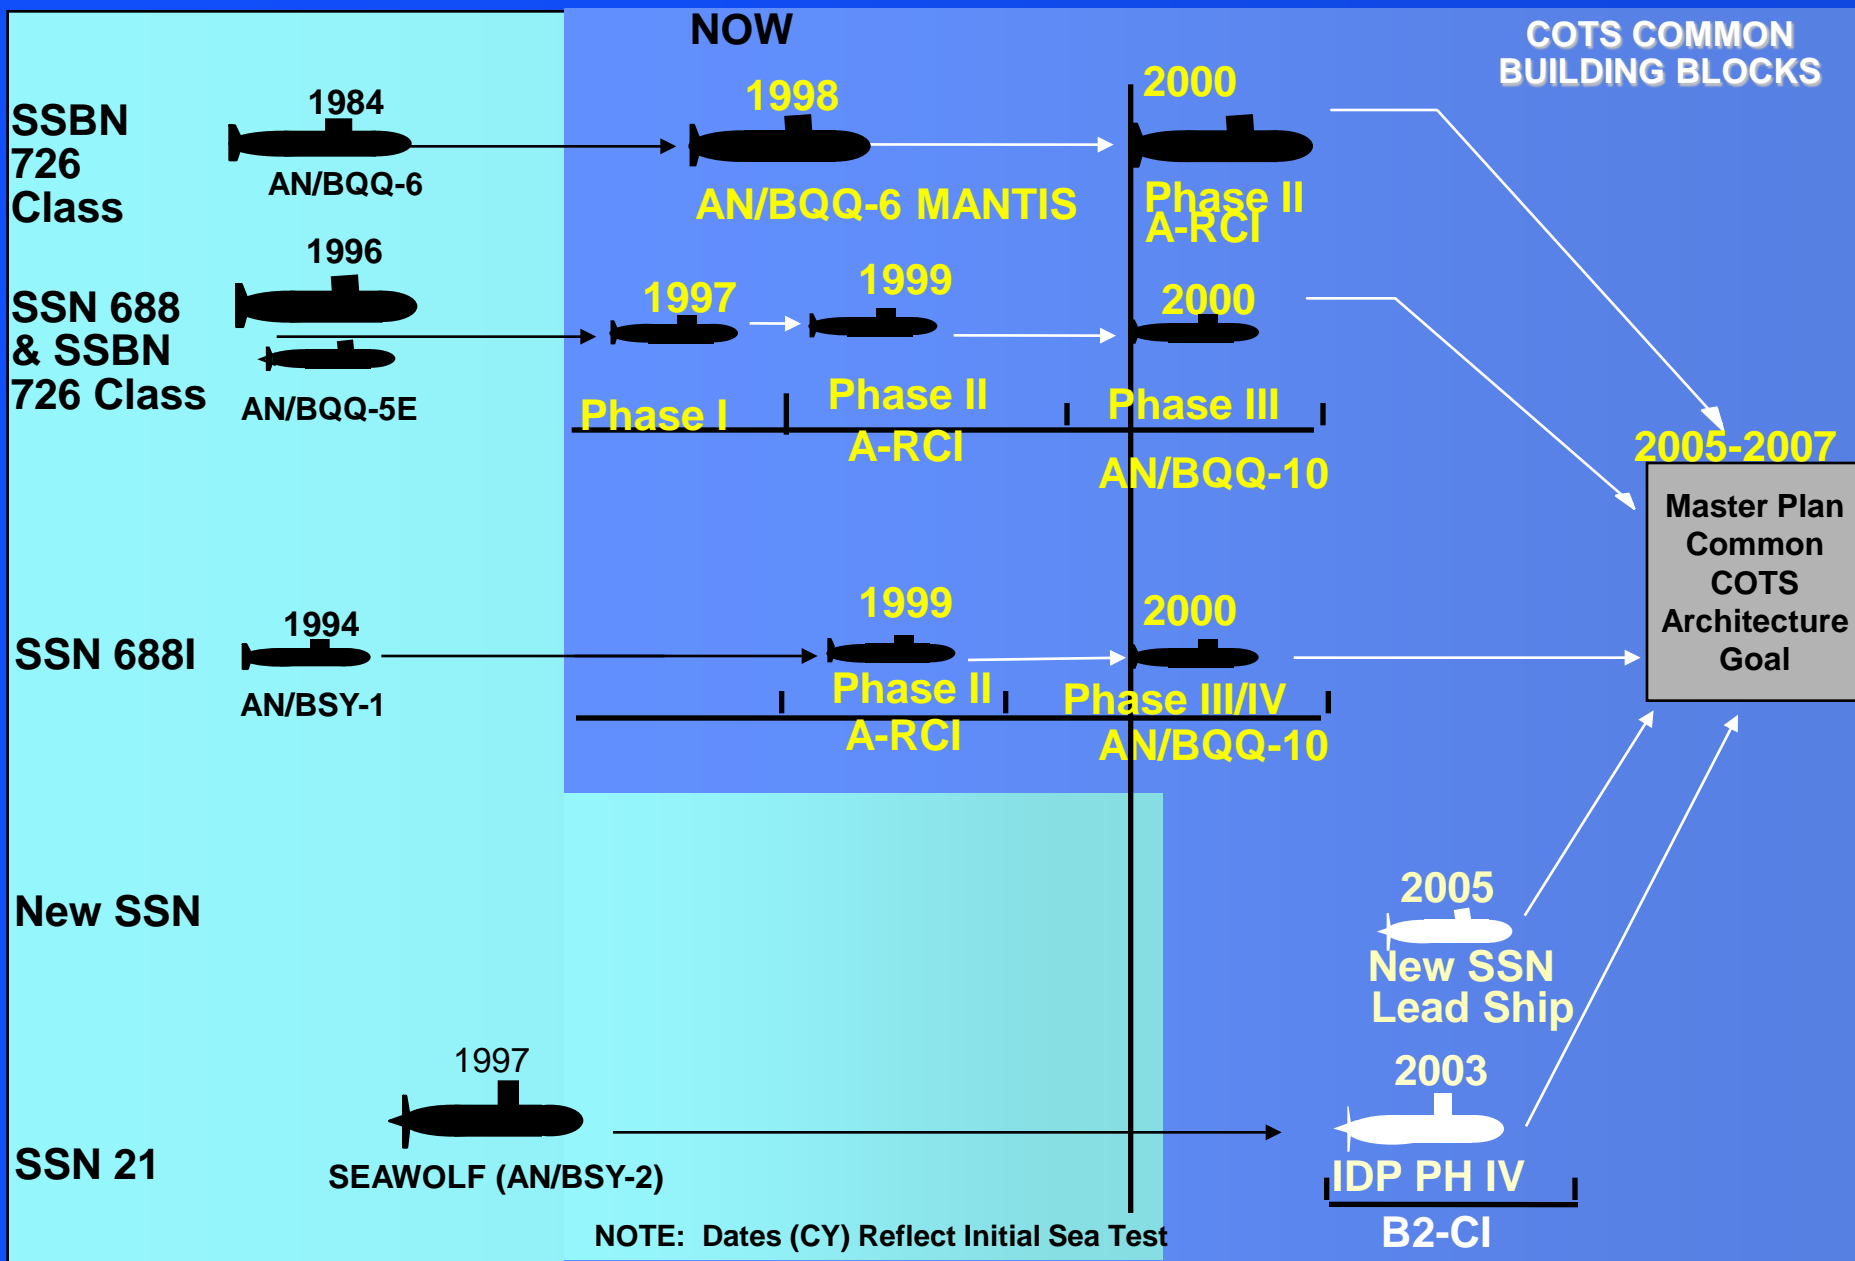 NOW
COTS COMMON
BUILDING BLOCKS
SSBN
726
Class
1984
AN/BQQ-6
1998
AN/BQQ-6 MANTIS
2000
Phase II
A-RCI
SSN 688
& SSBN
726 Class
1996
AN/BQQ-5E
1997
Phase I
1999
Phase II
A-RCI
2000
Phase III
AN/BQQ-10
2005-2007
Master Plan
Common
COTS
Architecture
Goal
SSN 688I
1994
AN/BSY-1
1999
Phase II
A-RCI
2000
Phase III/IV
AN/BQQ-10
New SSN
2005
New SSN
Lead Ship
SSN 21
1997
SEAWOLF (AN/BSY-2)
2003
IDP PH IV
B2-CI
NOTE: Dates (CY) Reflect Initial Sea Test